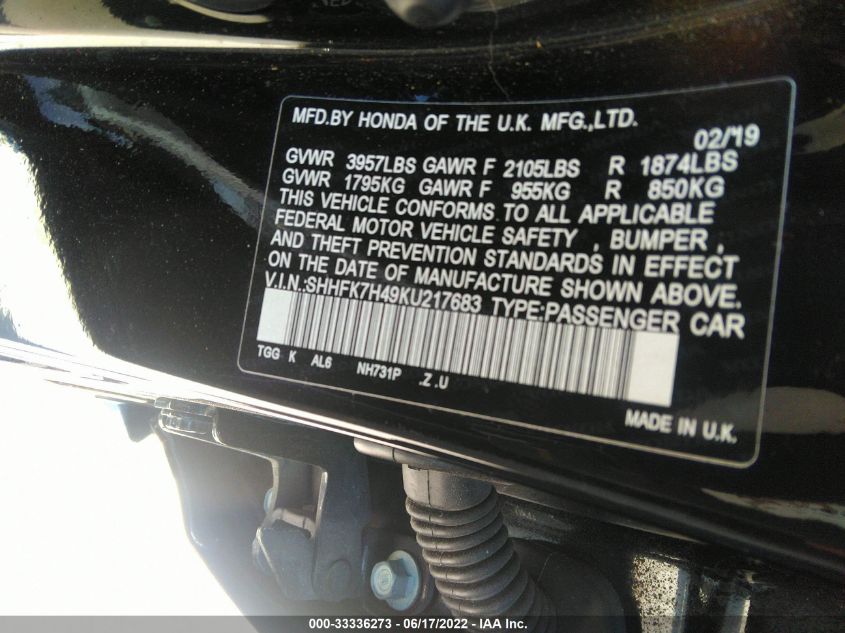 MFD.BY HONDA OF THE U.K. MFG.,LTD.
02/19
GVWR 3957LBS GAWR F 2105LBS R 1874LBS
GVWR 1795KG GAWR F 955KG R 850KG
THIS VEHICLE CONFORMS TO ALL APPLICABLE
FEDERAL MOTOR VEHICLE SAFETY , BUMPER ,
AND THEFT PREVENTION STANDARDS IN EFFECT
ON THE DATE OF MANUFACTURE SHOWN ABOVE.
V.I.N.:SHHFK7H49KU217683 TYPE:PASSENGER CAR
TGG K AL6 NH731P .Z .U
MADE IN U.K.
000-33336273 - 06/17/2022 - IAA Inc.